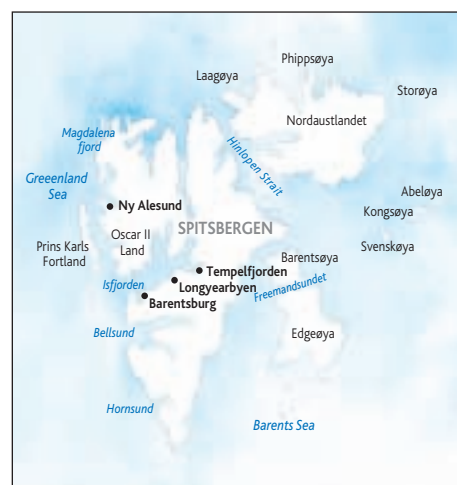 Phippsøya
Laagøya
Storøya
Nordaustlandet
Magdalena
fjord
Hinlopen Strait
Greeenland
Sea
Abeløya
Ny Alesund
Kongsøya
SPITSBERGEN
Oscar II
Land
Prins Karls
Fortland
Svenskøya
Barentsøya
Tempelfjorden
Isfjorden
Longyearbyen
Freemandsundet
Barentsburg
Bellsund
Edgeøya
Hornsund
Barents Sea